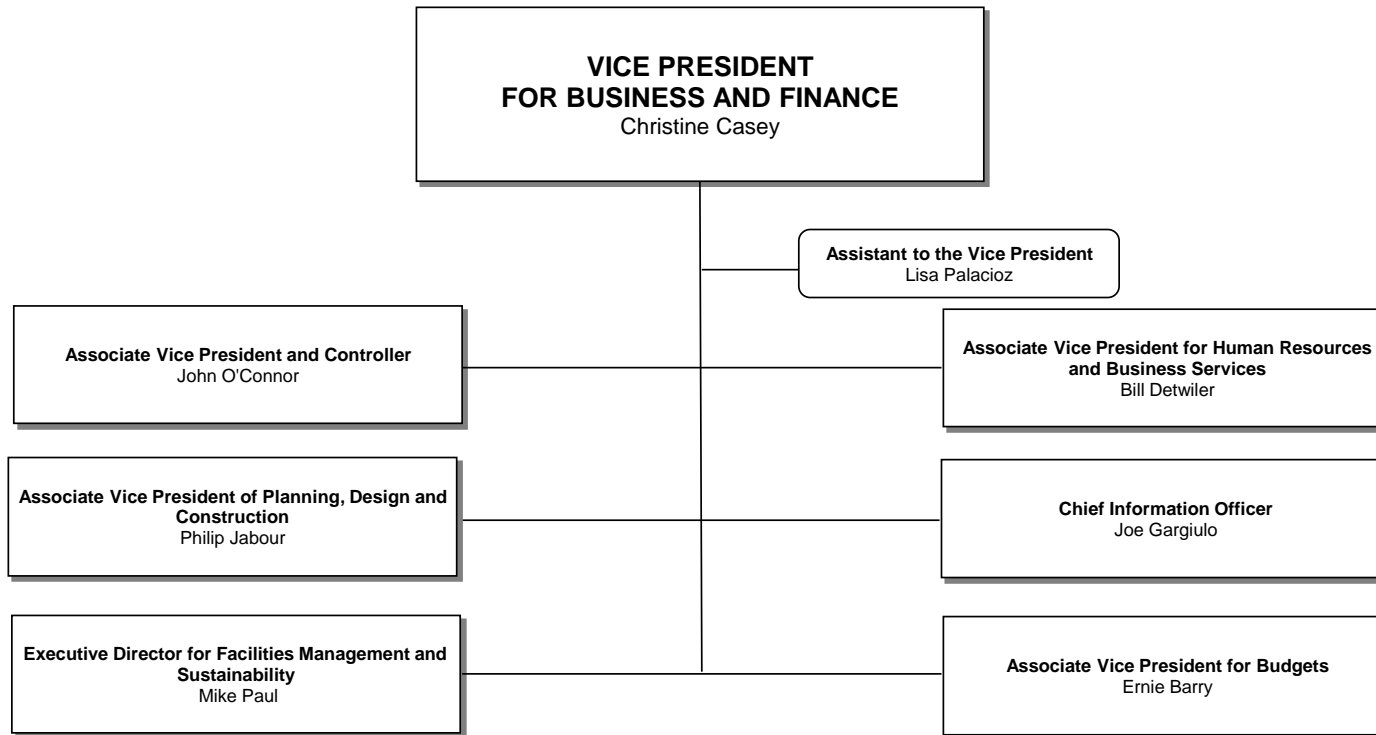 VICE PRESIDENT
FOR BUSINESS AND FINANCE
Christine Casey
Assistant to the Vice President
Lisa Palacioz
Associate Vice President and Controller
John O'Connor
Associate Vice President for Human Resources
and Business Services
Bill Detwiler
Associate Vice President of Planning, Design and
Construction
Philip Jabour
Chief Information Officer
Joe Gargiulo
Executive Director for Facilities Management and
Sustainability
Mike Paul
Associate Vice President for Budgets
Ernie Barry